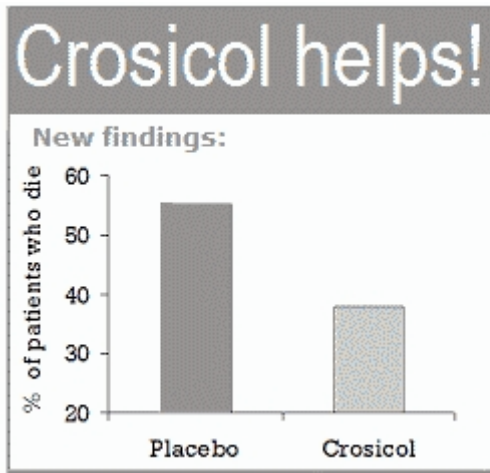 Crosicol helps!
New findings:
% of patients who die
60
50
40
30
20
Placebo Crosicol